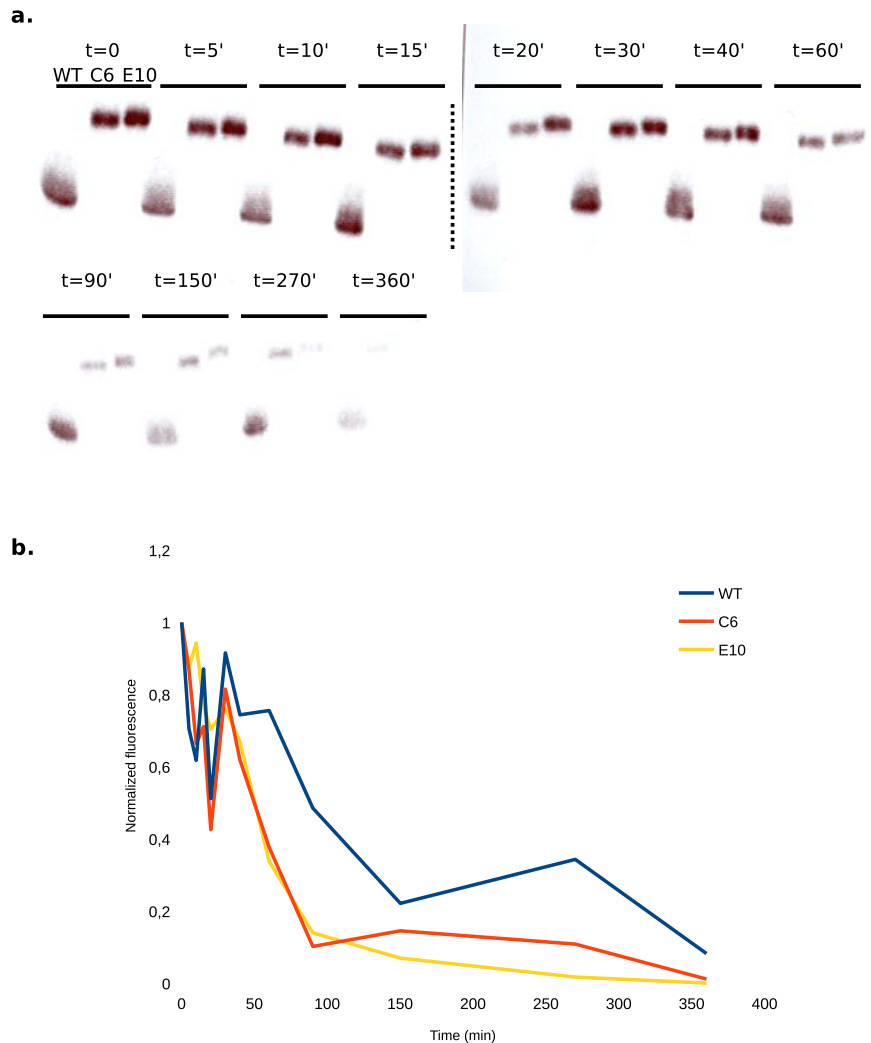 a.
t=0 t=5' t=10' t=15' t=20' t=30' t=40' t=60'
WT C6 E10
t=90' t=150' t=270' t=360'
b.
1,2
1
0,8
0,6
0,4
0,2
0
Normalized fluorescence
WT
C6
E10
0 50 100 150 200 250 300 350 400
Time (min)